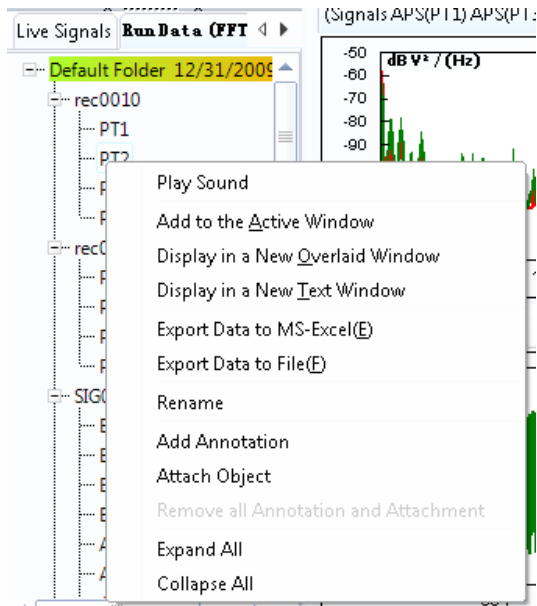 Live Signals RunData (FFT
(Signals APS(PT1) APS(PT3
Default Folder 12/31/2009
rec0010
PT1
PT2
-50
-60
-70
-80
-90
dB V² / (Hz)
Play Sound
Add to the Active Window
Display in a New Overlaid Window
Display in a New Text Window
Export Data to MS-Excel(E)
Export Data to File(F)
Rename
Add Annotation
Attach Object
Remove all Annotation and Attachment
Expand All
Collapse All